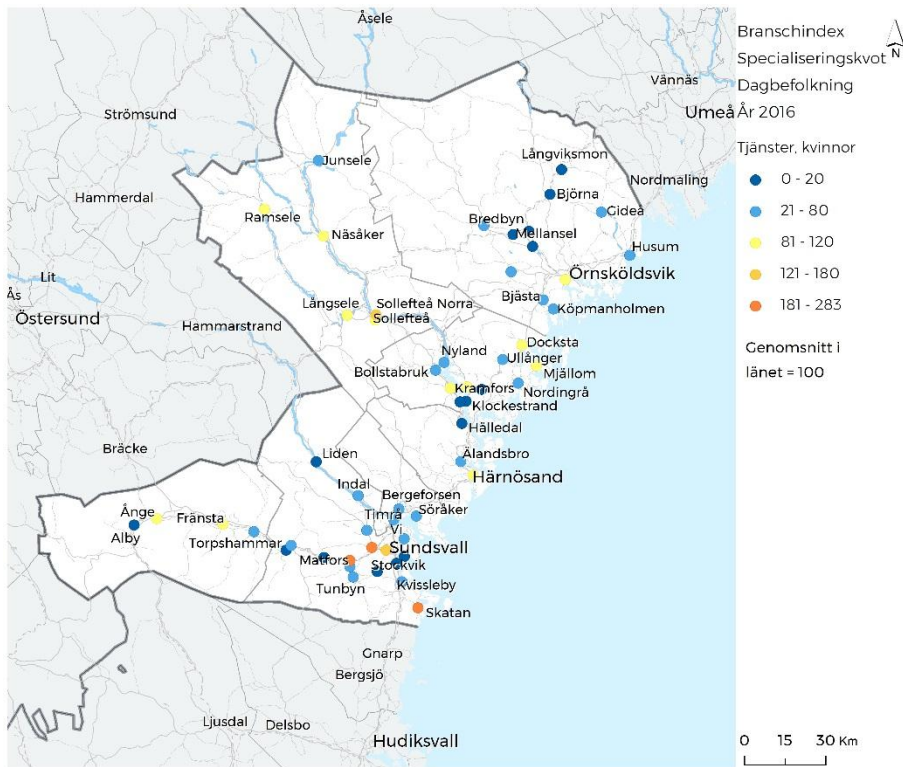 Åsele
Vännäs
Umeå
Strömsund
Junsele
Långviksmon
Nordmaling
Björna
Hammerdal
Gideå
Ramsele
Bredbyn
Mellansel
Näsåker
Husum
Örnsköldsvik
Lit
Ås
Långsele
Sollefteå Norra
Sollefteå
Bjästa
Köpmanholmen
Östersund
Hammarstrand
Docksta
Nyland
Ullånger
Mjällom
Bollstabruk
Kramfors
Nordingrå
Klockestrand
Hälledal
Bräcke
Liden
Älandsbro
Härnösand
Indal
Bergeforsen
Ånge
Fränsta
Timrå
Söråker
Alby
Vi
Torpshammar
Sundsvall
Matfors
Stockvik
Tunbyn
Kvissleby
Skatan
Gnarp
Bergsjö
Ljusdal
Delsbo
Hudiksvall
Branschindex
Specialiseringskvot
N
Dagbefolkning
År 2016
Tjänster, kvinnor
0 - 20
21 - 80
81 - 120
121 - 180
181 - 283
Genomsnitt i
länet = 100
0 15 30 Km